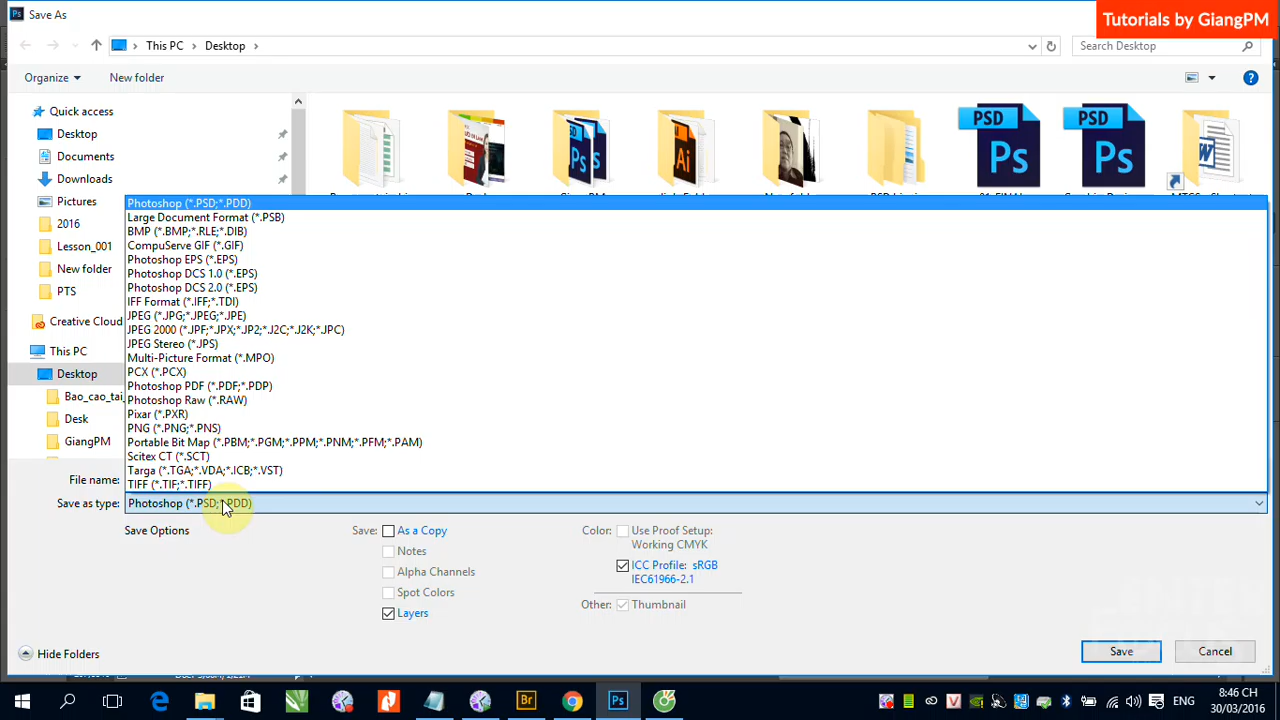 Save As
Tutorials by GiangPM
This PC
Desktop
Search Desktop
Organize
New folder
Quick access
Desktop
Documents
Downloads
Pictures
2016
Lesson_001
New folder
PTS
Creative Cloud
This PC
Desktop
Desk
GiangPM
PSD
Ps
PSD
Ps
Ps
Ai
W
Photoshop (*.PSD;*.PDD)
Large Document Format (*.PSB)
BMP (*.BMP;*.RLE;*.DIB)
CompuServe GIF (*.GIF)
Photoshop EPS (*.EPS)
Photoshop DCS 1.0 (*.EPS)
Photoshop DCS 2.0 (*.EPS)
IFF Format (*.IFF;*.TDI)
JPEG (*.JPG;*.JPEG;*.JPE)
JPEG 2000 (*.JPF;*.JPX;*.JP2;*.J2C;*.J2K;*.JPC)
JPEG Stereo (*.JPS)
Multi-Picture Format (*.MPO)
PCX (*.PCX)
Photoshop PDF (*.PDF;*.PDP)
Photoshop Raw (*.RAW)
Pixar (*.PXR)
PNG (*.PNG;*.PNS)
Portable Bit Map (*.PBM;*.PGM;*.PPM;*.PNM;*.PFM;*.PAM)
Scitex CT (*.SCT)
Targa (*.TGA;*.VDA;*.ICB;*.VST)
TIFF (*.TIF;*.TIFF)
File name:
Save as type:
Photoshop (*.PSD;*.PDD)
Save Options
Save:
As a Copy
Notes
Alpha Channels
Spot Colors
Layers
Color:
Use Proof Setup:
Working CMYK
ICC Profile: sRGB
IEC61966-2.1
Other:
Thumbnail
Hide Folders
Save
Cancel
Br
Ps
ENG
8:46 CH
30/03/2016